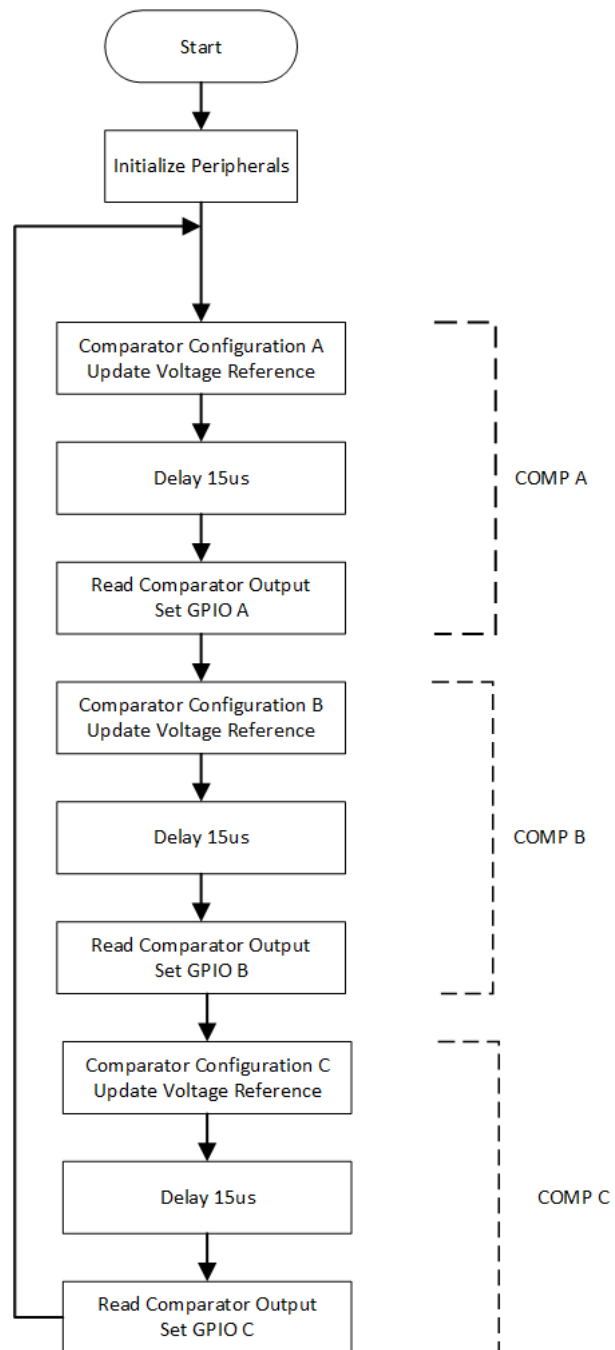 Start
Initialize Peripherals
Comparator Configuration A
Update Voltage Reference
Delay 15us
COMP A
Read Comparator Output
Set GPIO A
Comparator Configuration B
Update Voltage Reference
Delay 15us
COMP B
Read Comparator Output
Set GPIO B
Comparator Configuration C
Update Voltage Reference
Delay 15us
COMP C
Read Comparator Output
Set GPIO C